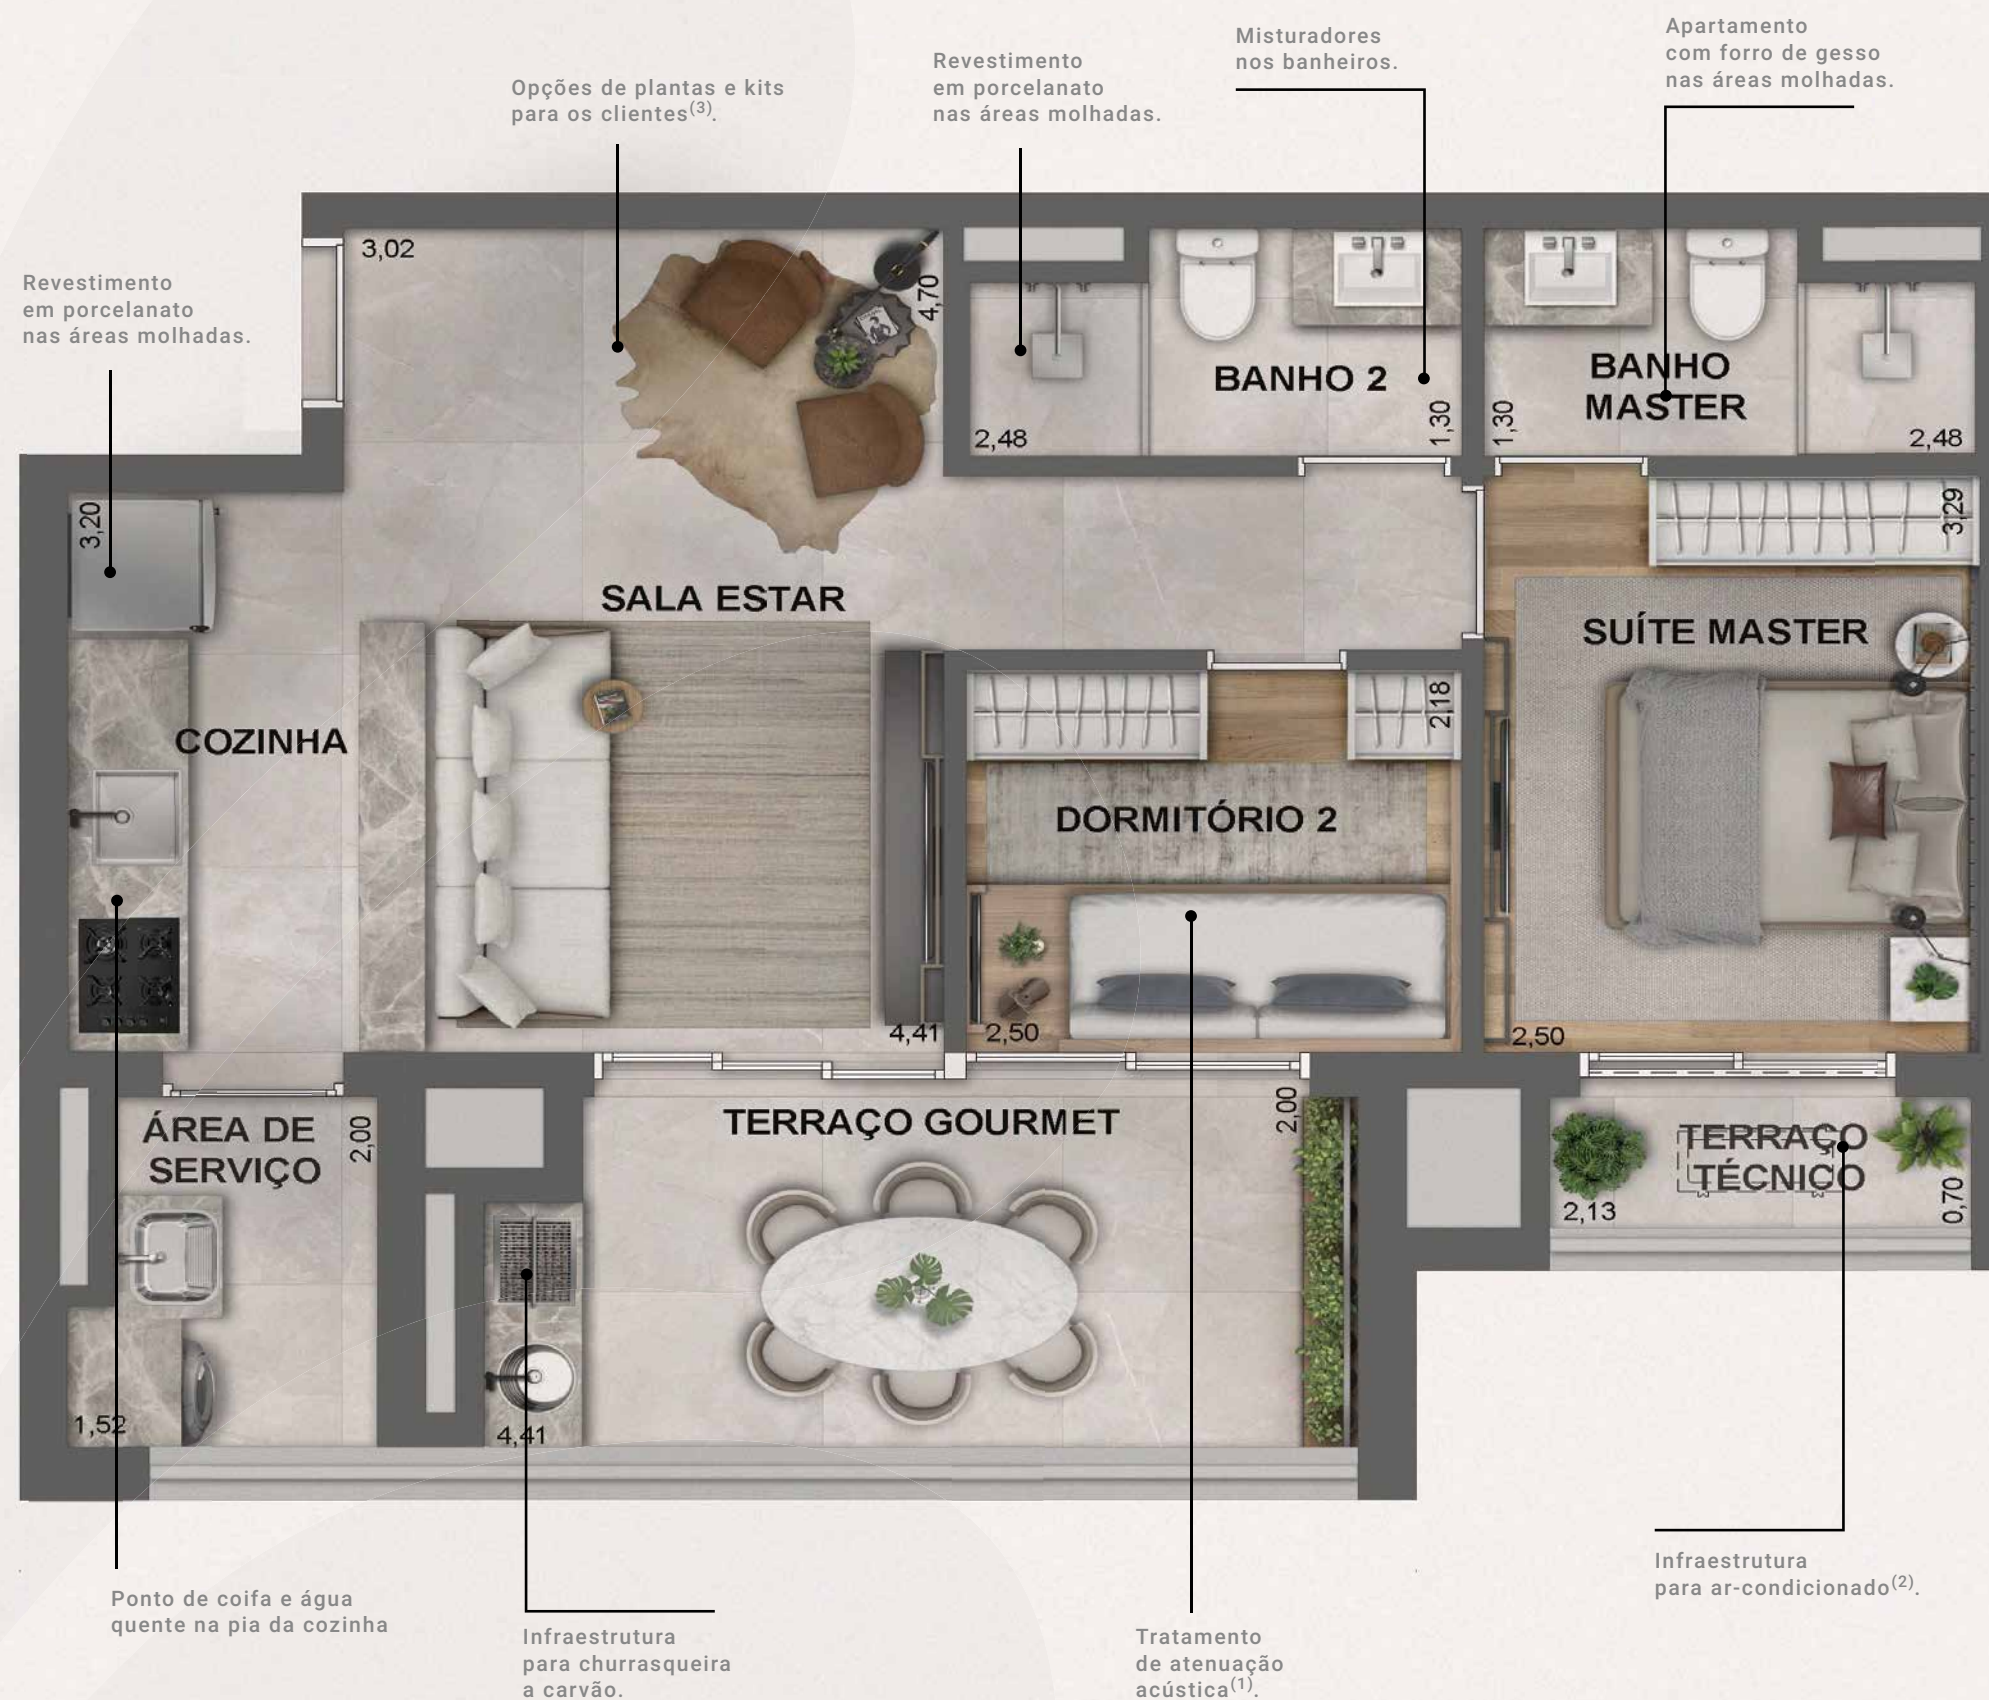 Apartamento
com forro de gesso
nas áreas molhadas.
Misturadores
nos banheiros.
Revestimento
em porcelanato
nas áreas molhadas.
Opções de plantas e kits
para os clientes(3).
Revestimento
em porcelanato
nas áreas molhadas.
3,02
4,70
BANHO 2
2,48
1,30
BANHO
MASTER
1,30
2,48
3,20
3,29
SALA ESTAR
SUÍTE MASTER
COZINHA
2,18
DORMITÓRIO 2
4,41
2,50
2,50
ÁREA DE
SERVIÇO
2,00
TERRAÇO GOURMET
2,00
TERRAÇO
TÉCNICO
2,13
0,70
1,52
4,41
Ponto de coifa e água
quente na pia da cozinha
Infraestrutura
para churrasqueira
a carvão.
Tratamento
de atenuação
acústica(1).
Infraestrutura
para ar-condicionado(2).